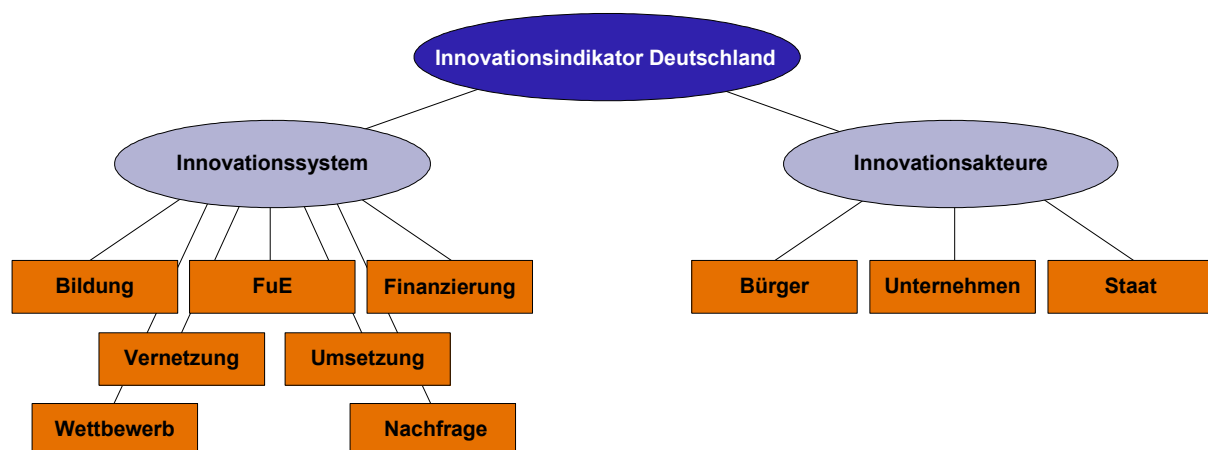 Innovationsindikator Deutschland
Innovationssystem
Innovationsakteure
Bildung
FuE
Finanzierung
Bürger
Unternehmen
Staat
Vernetzung
Umsetzung
Wettbewerb
Nachfrage